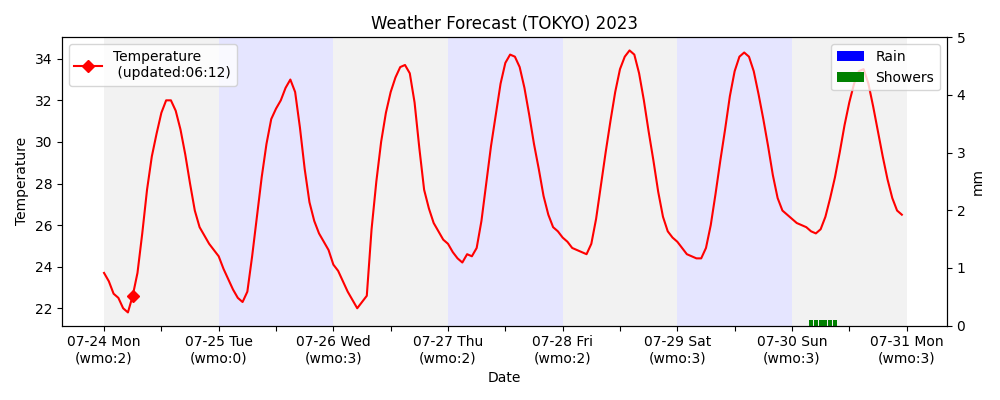 Weather Forecast (TOKYO) 2023
Temperature
(updated:06:12)
Rain
Showers
Temperature
34
32
30
28
26
24
22
5
4
3
2
1
0
mm
07-24 Mon
(wmo:2)
07-25 Tue
(wmo:0)
07-26 Wed
(wmo:3)
07-27 Thu
(wmo:2)
07-28 Fri
(wmo:2)
07-29 Sat
(wmo:3)
07-30 Sun
(wmo:3)
07-31 Mon
(wmo:3)
Date